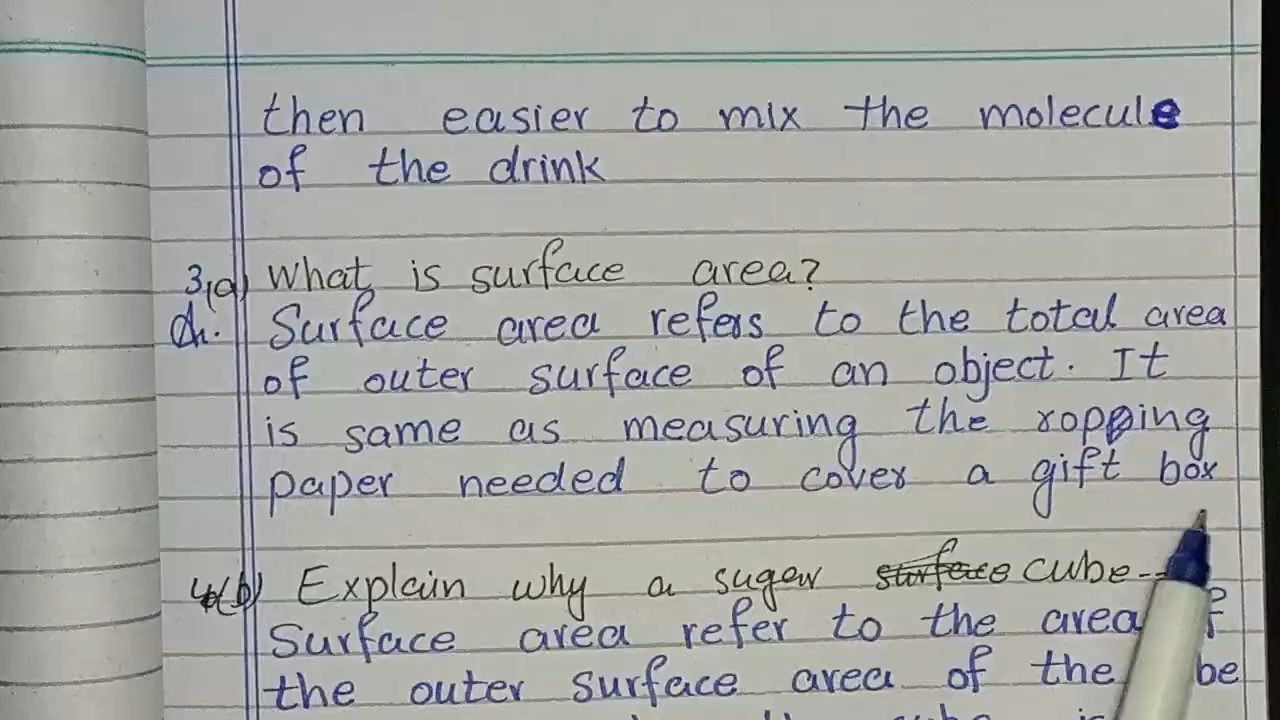 then easier to mix the molecule
of the drink
3,(a) What is surface area?
Surface area refers to the total area
of outer surface of an object. It
is same as measuring the ropping
paper needed to cover a gift box
(b) Explain why a sugar surface cube-
Surface area refer to the area
the outer surface area of the be